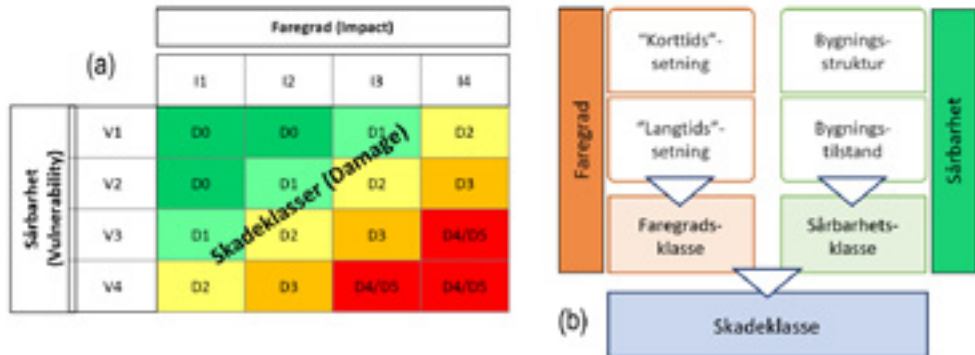 Faregrad (Impact)
(a)
I1 I2 I3 I4
Sårbarhet
(Vulnerability)
V1 D0 D0 D1 D2
V2 D0 D1 D2 D3
V3 D1 D2 D3 D4/D5
V4 D2 D3 D4/D5 D4/D5
Skadeklasser (Damage)
Faregrad
"Korttids"-
setning
"Langtids"-
setning
Faregrads-
klasse
Bygnings-
struktur
Bygnings-
tilstand
Sårbarhets-
klasse
Sårbarhet
(b)
Skadeklasse